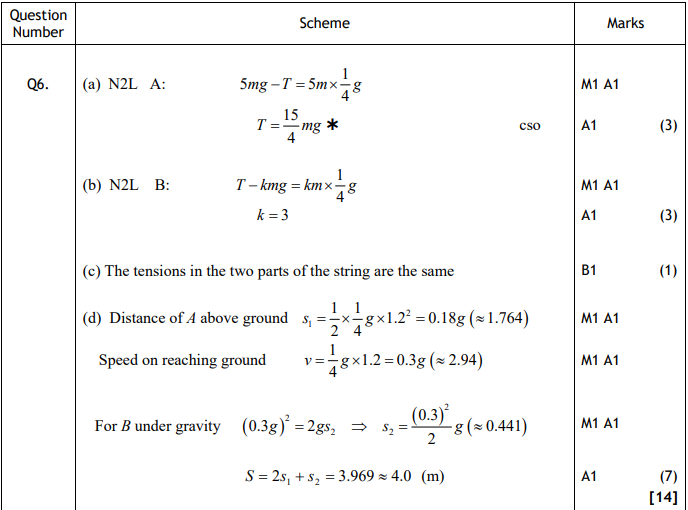 Question Number Scheme Marks
Q6. (a) N2L A: 5mg − T = 5m × 1/4 g M1 A1
T = 15/4 mg * cso A1 (3)
(b) N2L B: T − kmg = km × 1/4 g M1 A1
k = 3 A1 (3)
(c) The tensions in the two parts of the string are the same B1 (1)
(d) Distance of A above ground s₁ = 1/2 × 1/4 g × 1.2² = 0.18g (≈ 1.764) M1 A1
Speed on reaching ground v = 1/4 g × 1.2 = 0.3g (≈ 2.94) M1 A1
For B under gravity (0.3g)² = 2gs₂ ⇒ s₂ = (0.3)²/2 g (≈ 0.441) M1 A1
S = 2s₁ + s₂ = 3.969 ≈ 4.0 (m) A1 (7)
[14]